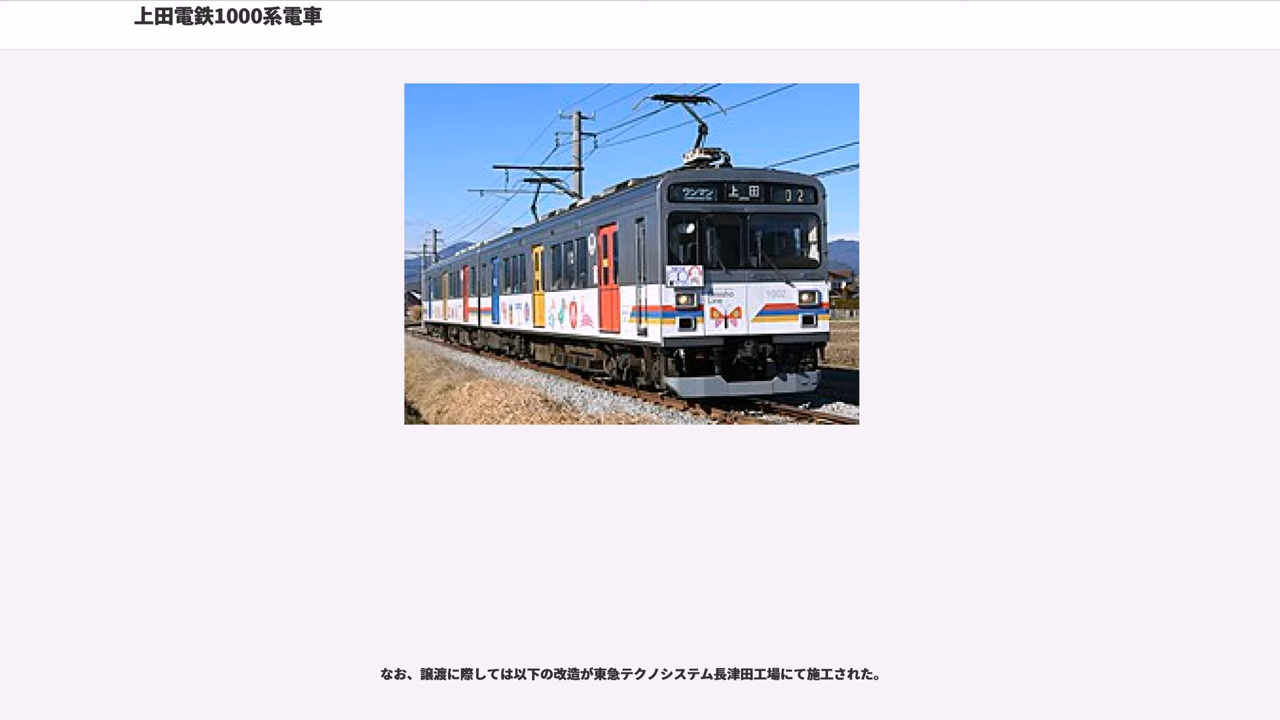 上田電鉄1000系電車
ワンマン
上田
02
1002
なお、譲渡に際しては以下の改造が東急テクノシステム長津田工場にて施工された。